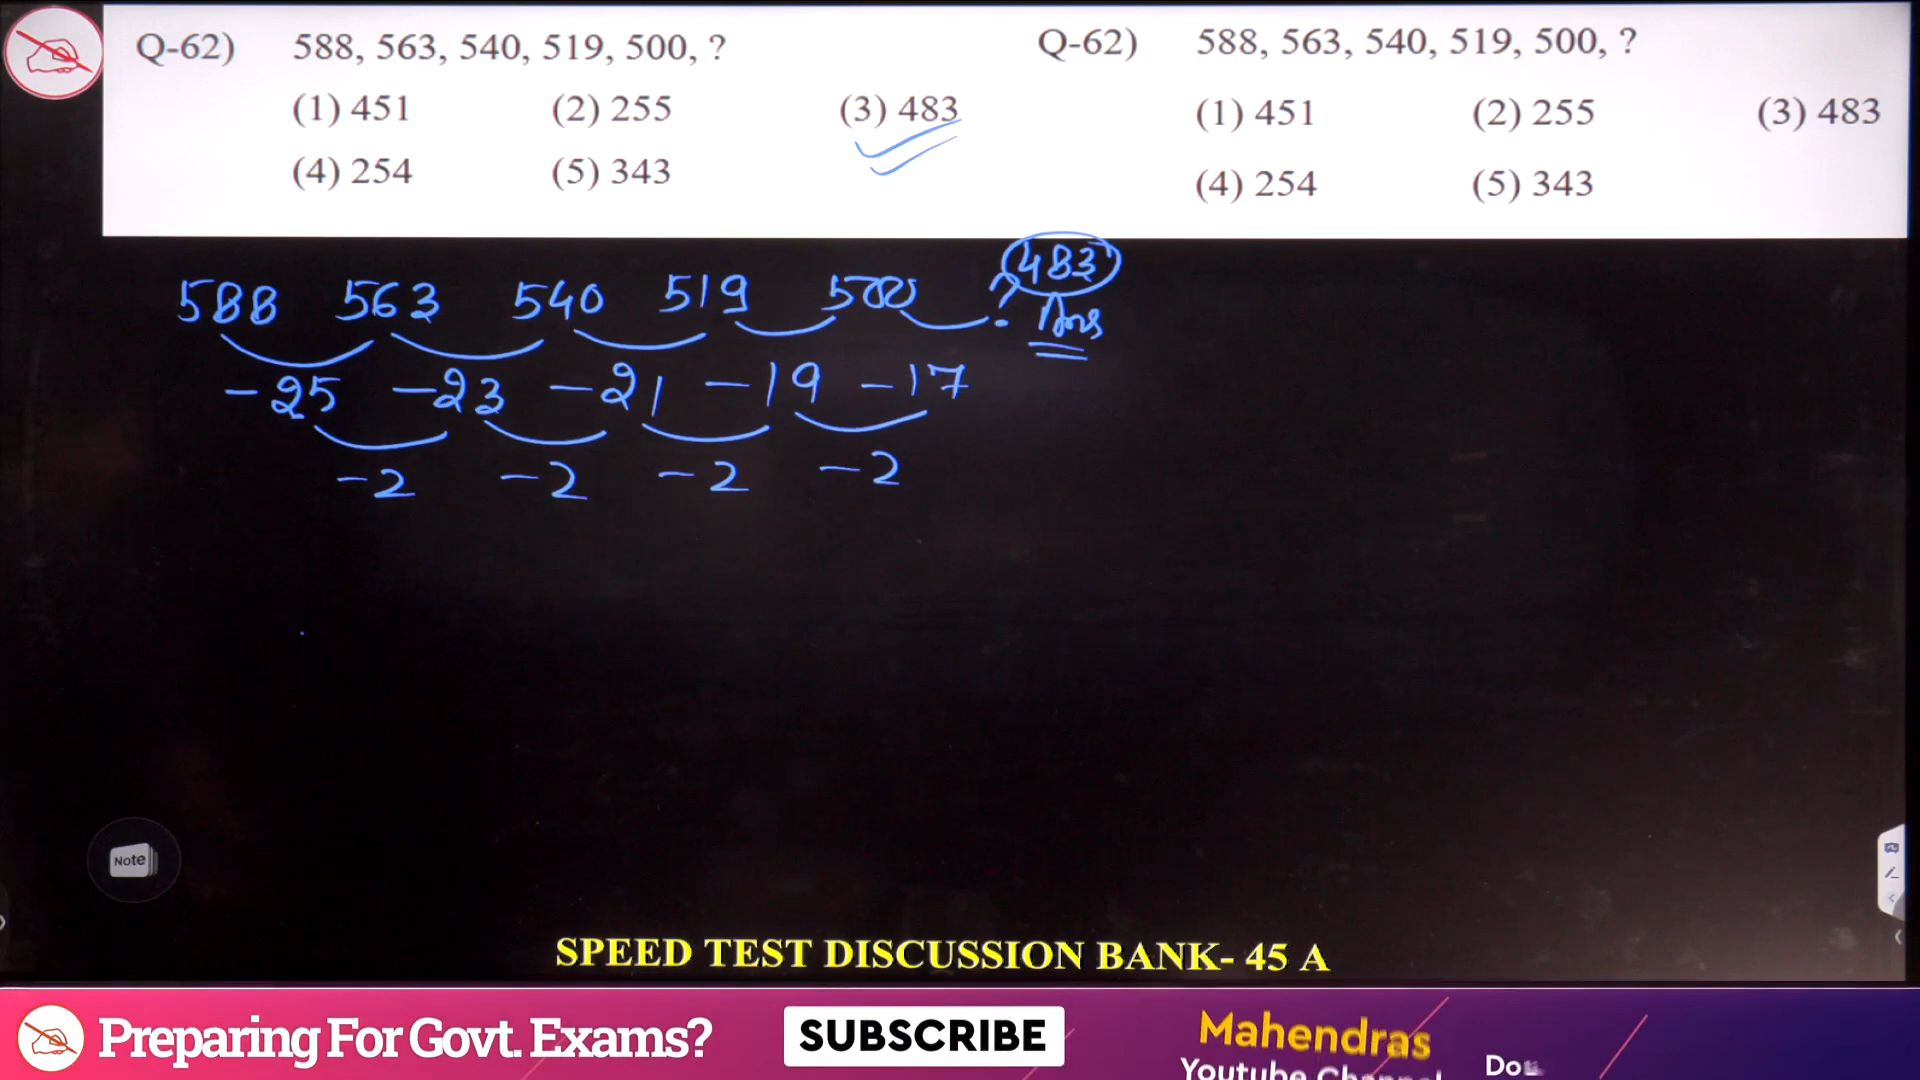 Q-62) 588, 563, 540, 519, 500, ?
(1) 451 (2) 255 (3) 483
(4) 254 (5) 343
Q-62) 588, 563, 540, 519, 500, ?
(1) 451 (2) 255 (3) 483
(4) 254 (5) 343
588 563 540 519 500 ? 483
Ans
-25 -23 -21 -19 -17
-2 -2 -2 -2
Note
SPEED TEST DISCUSSION BANK- 45 A
Preparing For Govt. Exams?
SUBSCRIBE
Mahendras
Youtube Channel